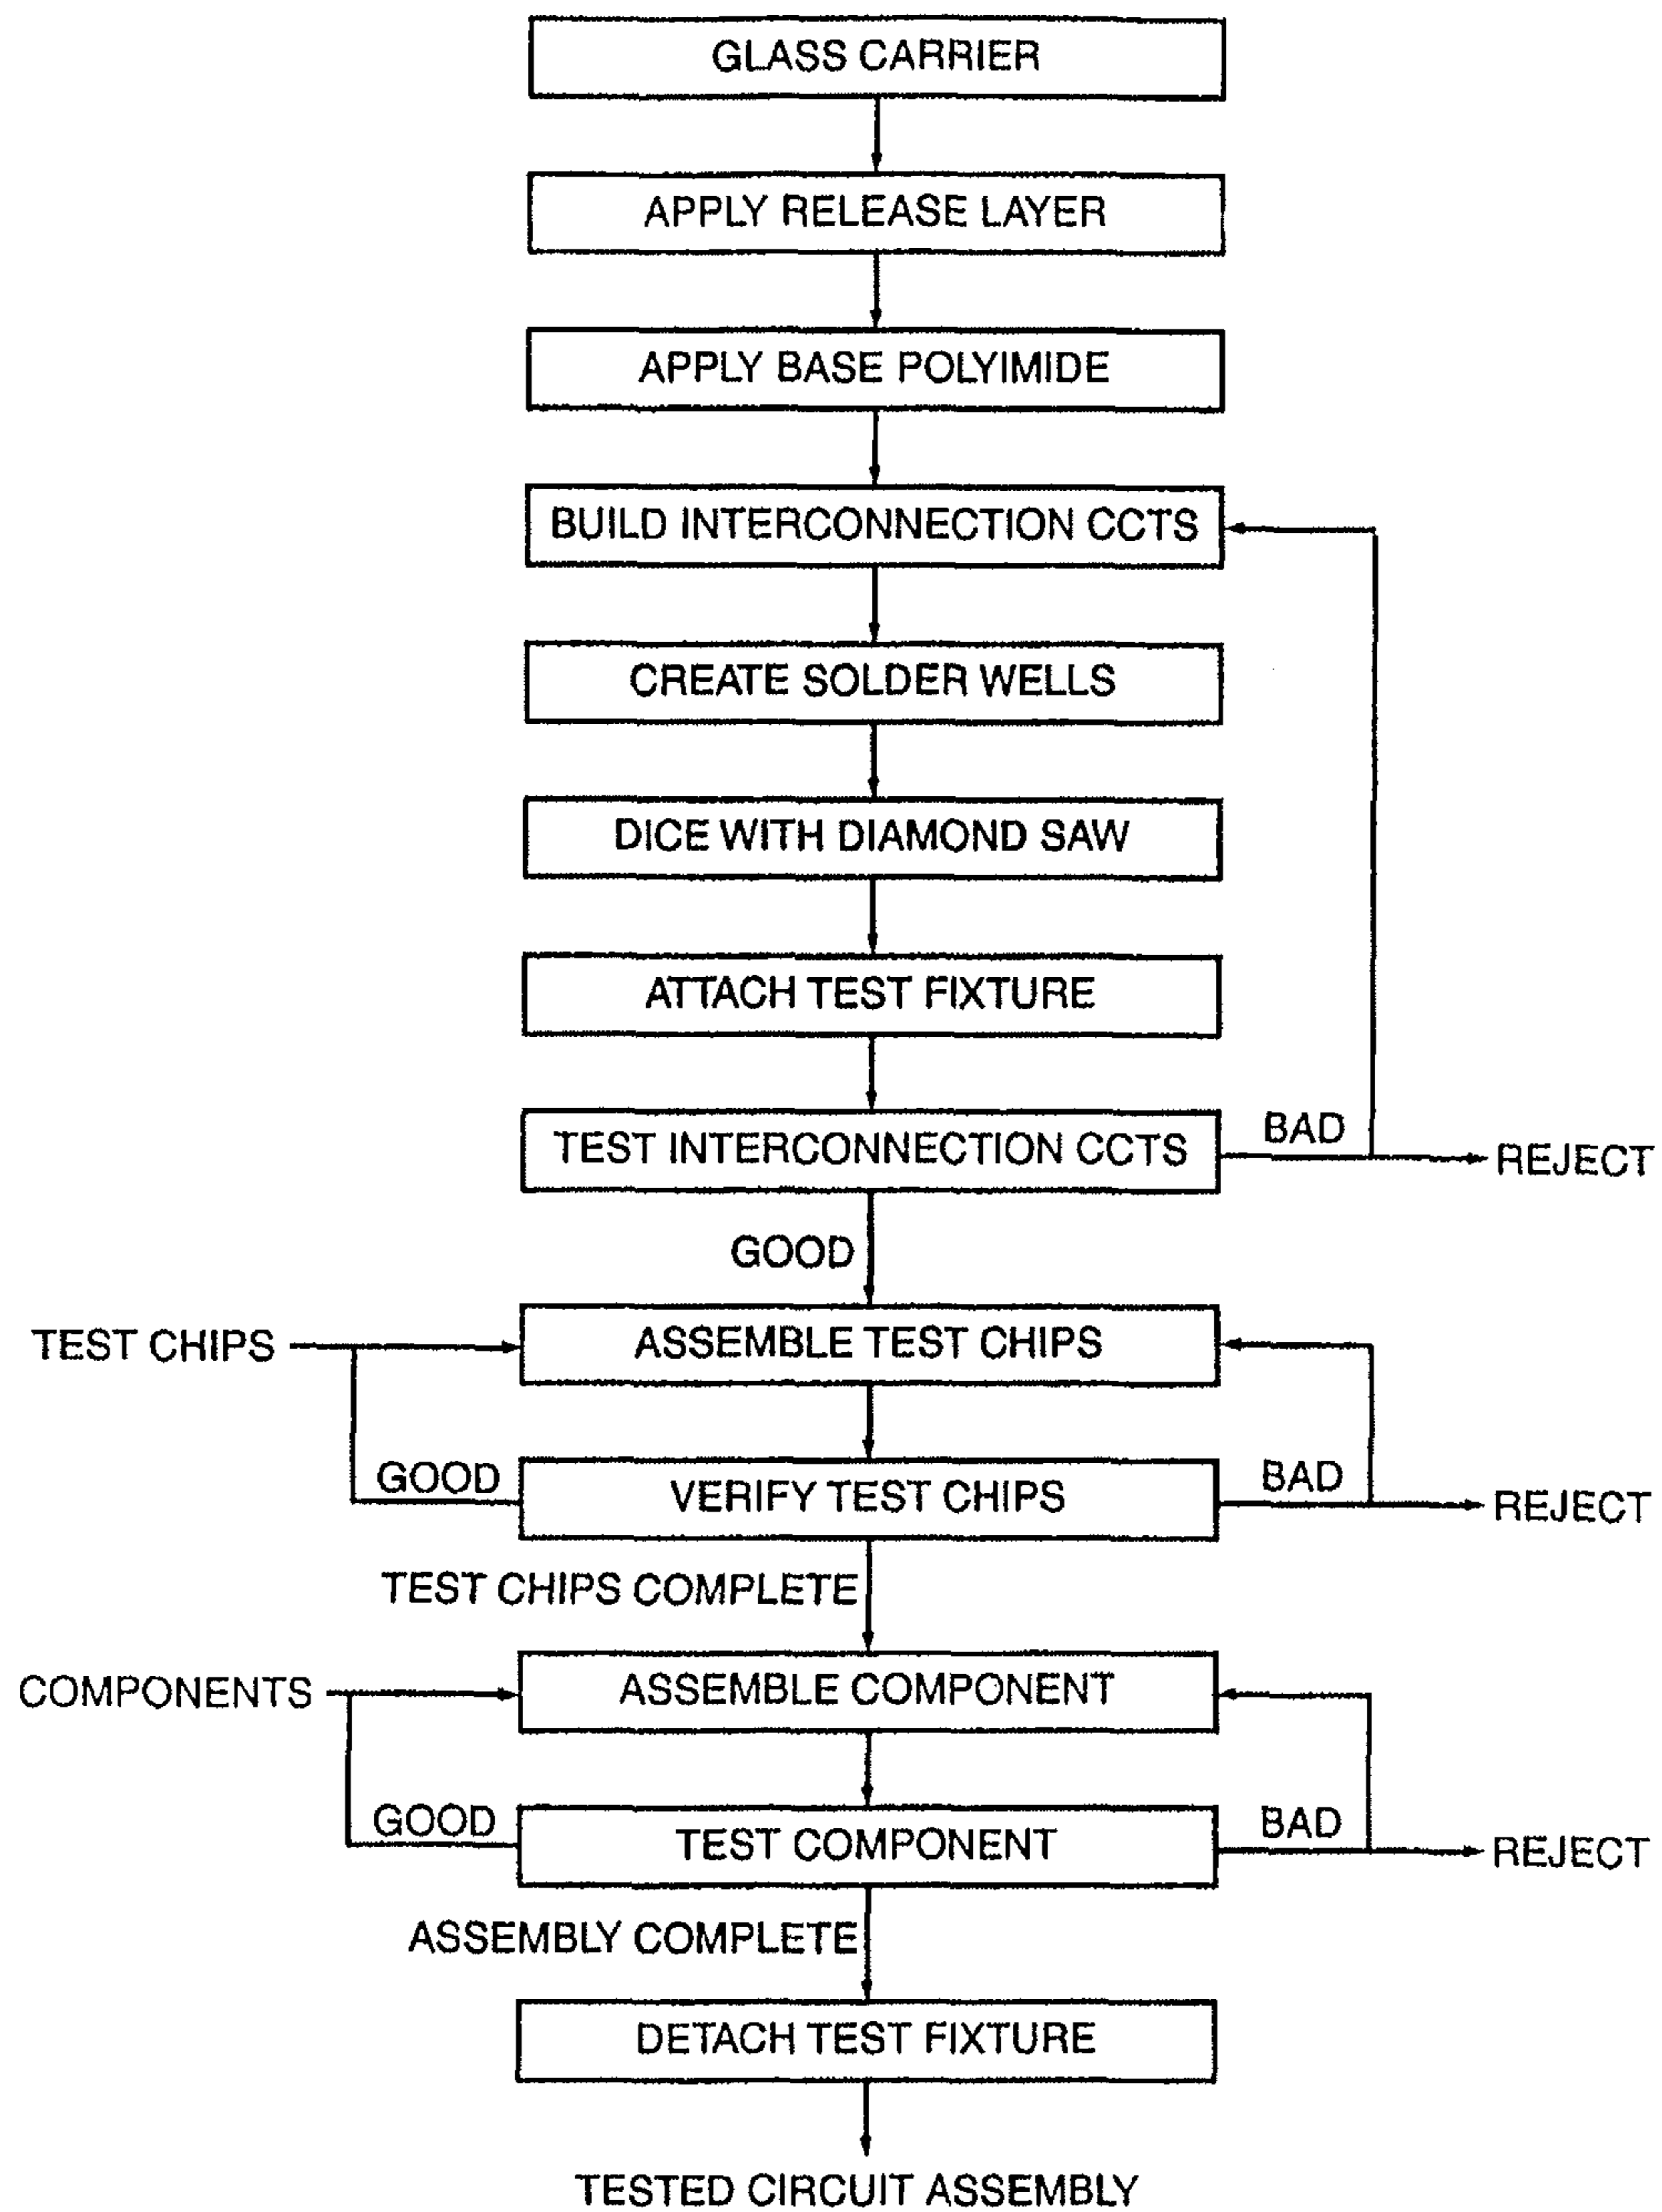 GLASS CARRIER
APPLY RELEASE LAYER
APPLY BASE POLYIMIDE
BUILD INTERCONNECTION CCTS
CREATE SOLDER WELLS
DICE WITH DIAMOND SAW
ATTACH TEST FIXTURE
TEST INTERCONNECTION CCTS
BAD
REJECT
GOOD
TEST CHIPS
ASSEMBLE TEST CHIPS
GOOD
VERIFY TEST CHIPS
BAD
REJECT
TEST CHIPS COMPLETE
COMPONENTS
ASSEMBLE COMPONENT
GOOD
TEST COMPONENT
BAD
REJECT
ASSEMBLY COMPLETE
DETACH TEST FIXTURE
TESTED CIRCUIT ASSEMBLY